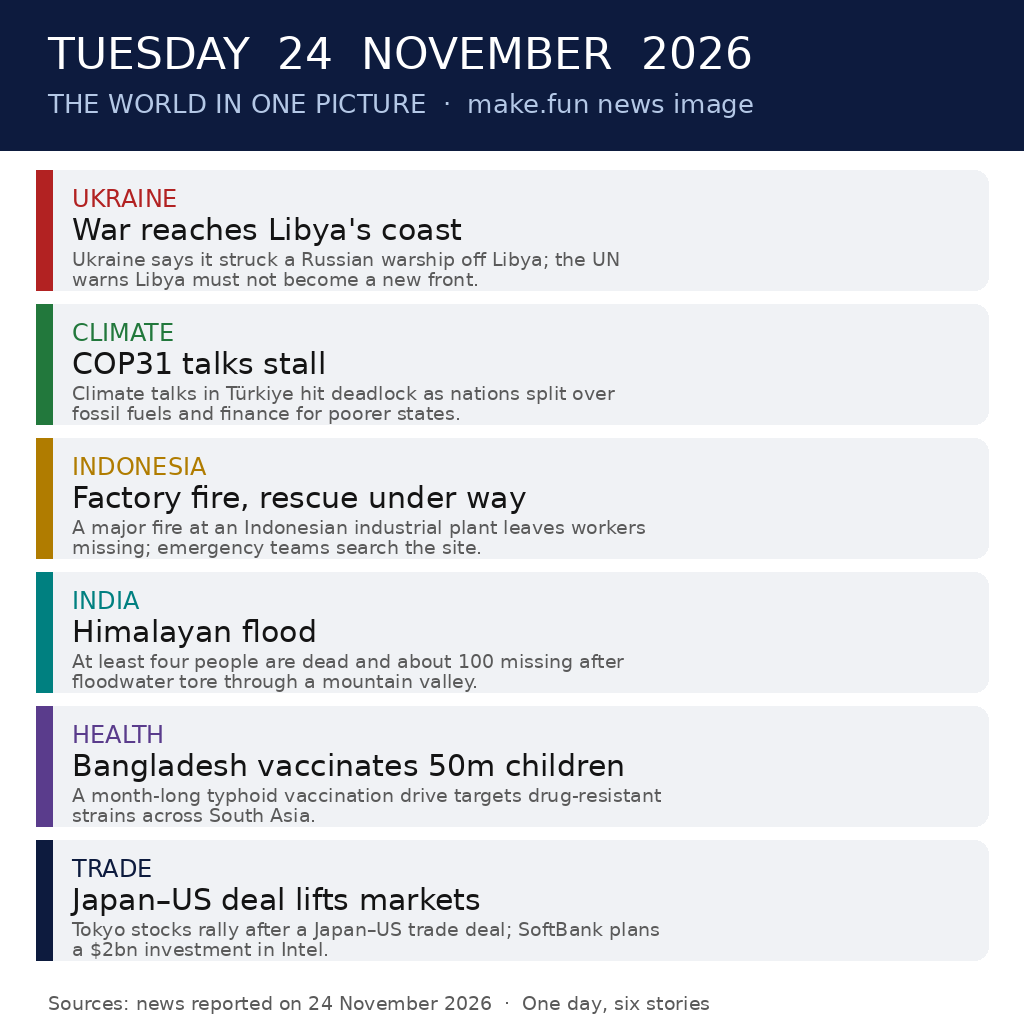 TUESDAY 24 NOVEMBER 2026
THE WORLD IN ONE PICTURE · make.fun news image
UKRAINE
War reaches Libya's coast
Ukraine says it struck a Russian warship off Libya; the UN
warns Libya must not become a new front.
CLIMATE
COP31 talks stall
Climate talks in Türkiye hit deadlock as nations split over
fossil fuels and finance for poorer states.
INDONESIA
Factory fire, rescue under way
A major fire at an Indonesian industrial plant leaves workers
missing; emergency teams search the site.
INDIA
Himalayan flood
At least four people are dead and about 100 missing after
floodwater tore through a mountain valley.
HEALTH
Bangladesh vaccinates 50m children
A month-long typhoid vaccination drive targets drug-resistant
strains across South Asia.
TRADE
Japan–US deal lifts markets
Tokyo stocks rally after a Japan–US trade deal; SoftBank plans
a $2bn investment in Intel.
Sources: news reported on 24 November 2026 · One day, six stories